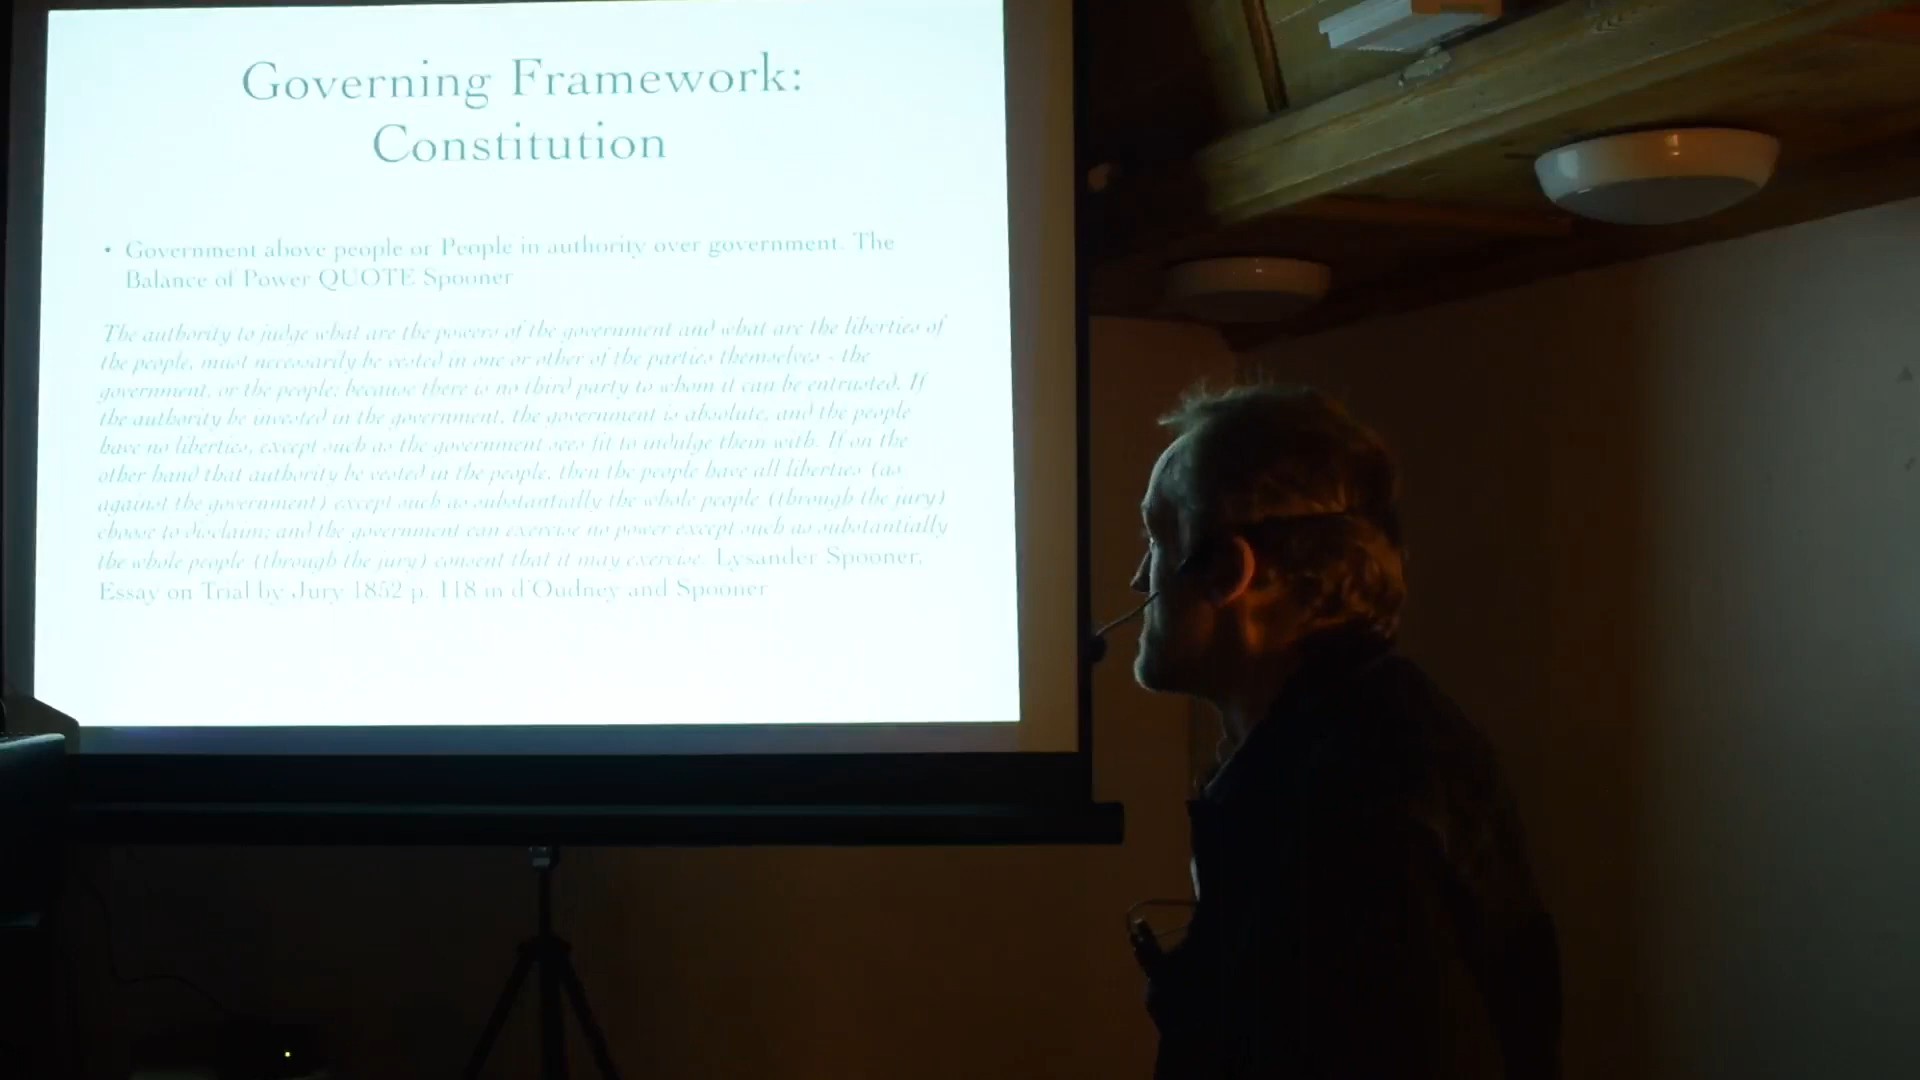 Governing Framework:
Constitution
• Government above people or People in authority over government. The
Balance of Power QUOTE Spooner
The authority to judge what are the powers of the government and what are the liberties of
the people, must necessarily be vested in one or other of the parties themselves - the
government, or the people; because there is no third party to whom it can be entrusted. If
the authority be invested in the government, the government is absolute, and the people
have no liberties, except such as the government sees fit to indulge them with. If on the
other hand that authority be vested in the people, then the people have all liberties (as
against the government) except such as substantially the whole people (through the jury)
choose to disclaim; and the government can exercise no power except such as substantially
the whole people (through the jury) consent that it may exercise. Lysander Spooner,
Essay on Trial by Jury 1852 p. 118 in d'Oudney and Spooner